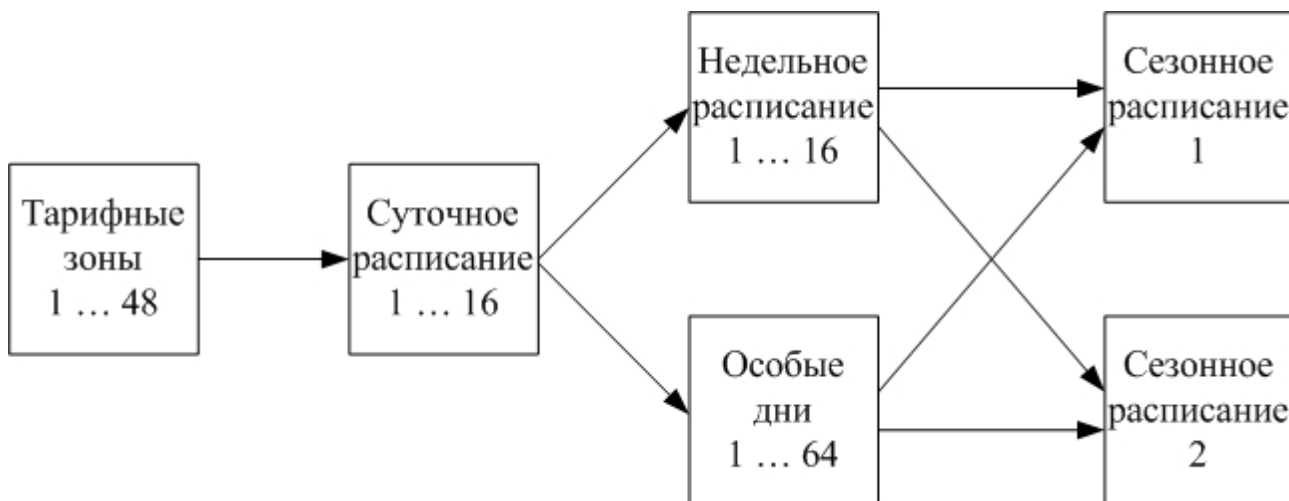 Тарифные
зоны
1 … 48
Суточное
расписание
1 … 16
Недельное
расписание
1 … 16
Особые
дни
1 … 64
Сезонное
расписание
1
Сезонное
расписание
2